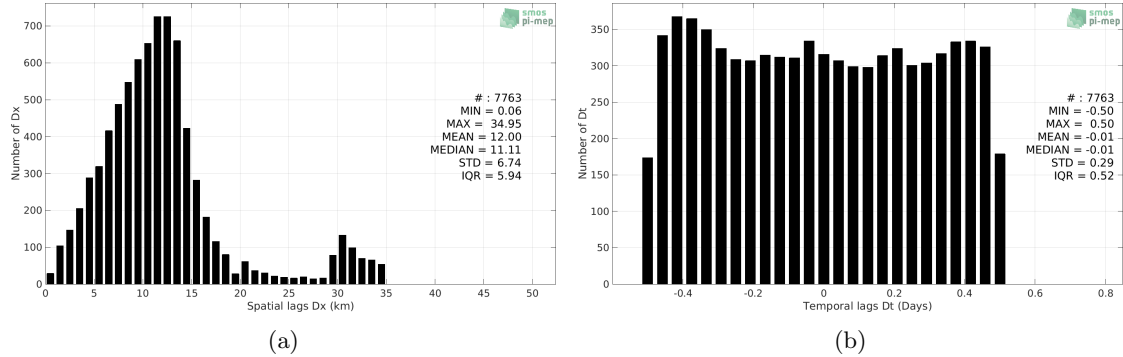 smos
pi-mep
700
600
500
400
300
200
100
0
Number of Dx
# : 7763
MIN = 0.06
MAX = 34.95
MEAN = 12.00
MEDIAN = 11.11
STD = 6.74
IQR = 5.94
0 5 10 15 20 25 30 35 40 45 50
Spatial lags Dx (km)
(a)
smos
pi-mep
350
300
250
200
150
100
50
0
Number of Dt
# : 7763
MIN = -0.50
MAX = 0.50
MEAN = -0.01
MEDIAN = -0.01
STD = 0.29
IQR = 0.52
-0.4 -0.2 0 0.2 0.4 0.6 0.8
Temporal lags Dt (Days)
(b)